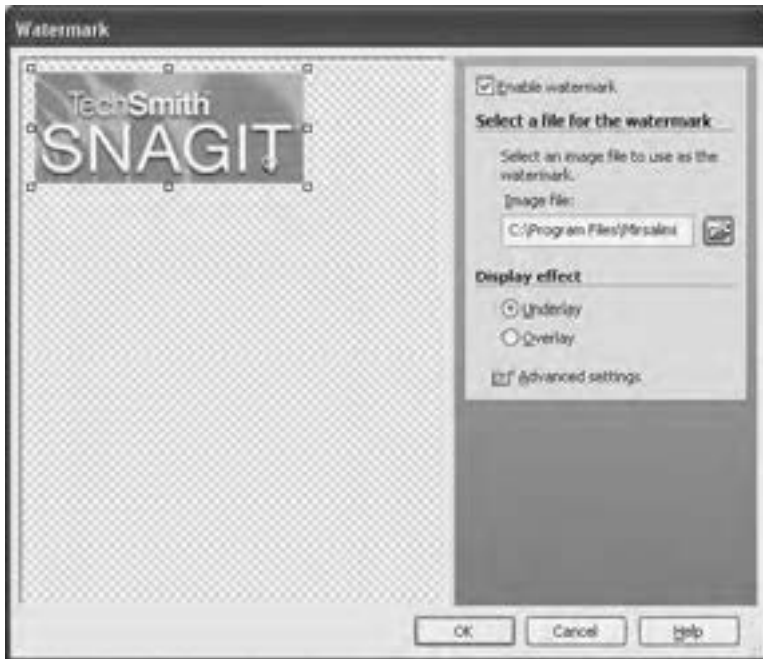 Watermark
TechSmith
SNAGIT
Enable watermark
Select a file for the watermark
Select an image file to use as the
watermark.
Image file:
C:\Program Files\Mirsalimi
Display effect
Underlay
Overlay
Advanced settings
OK
Cancel
Help